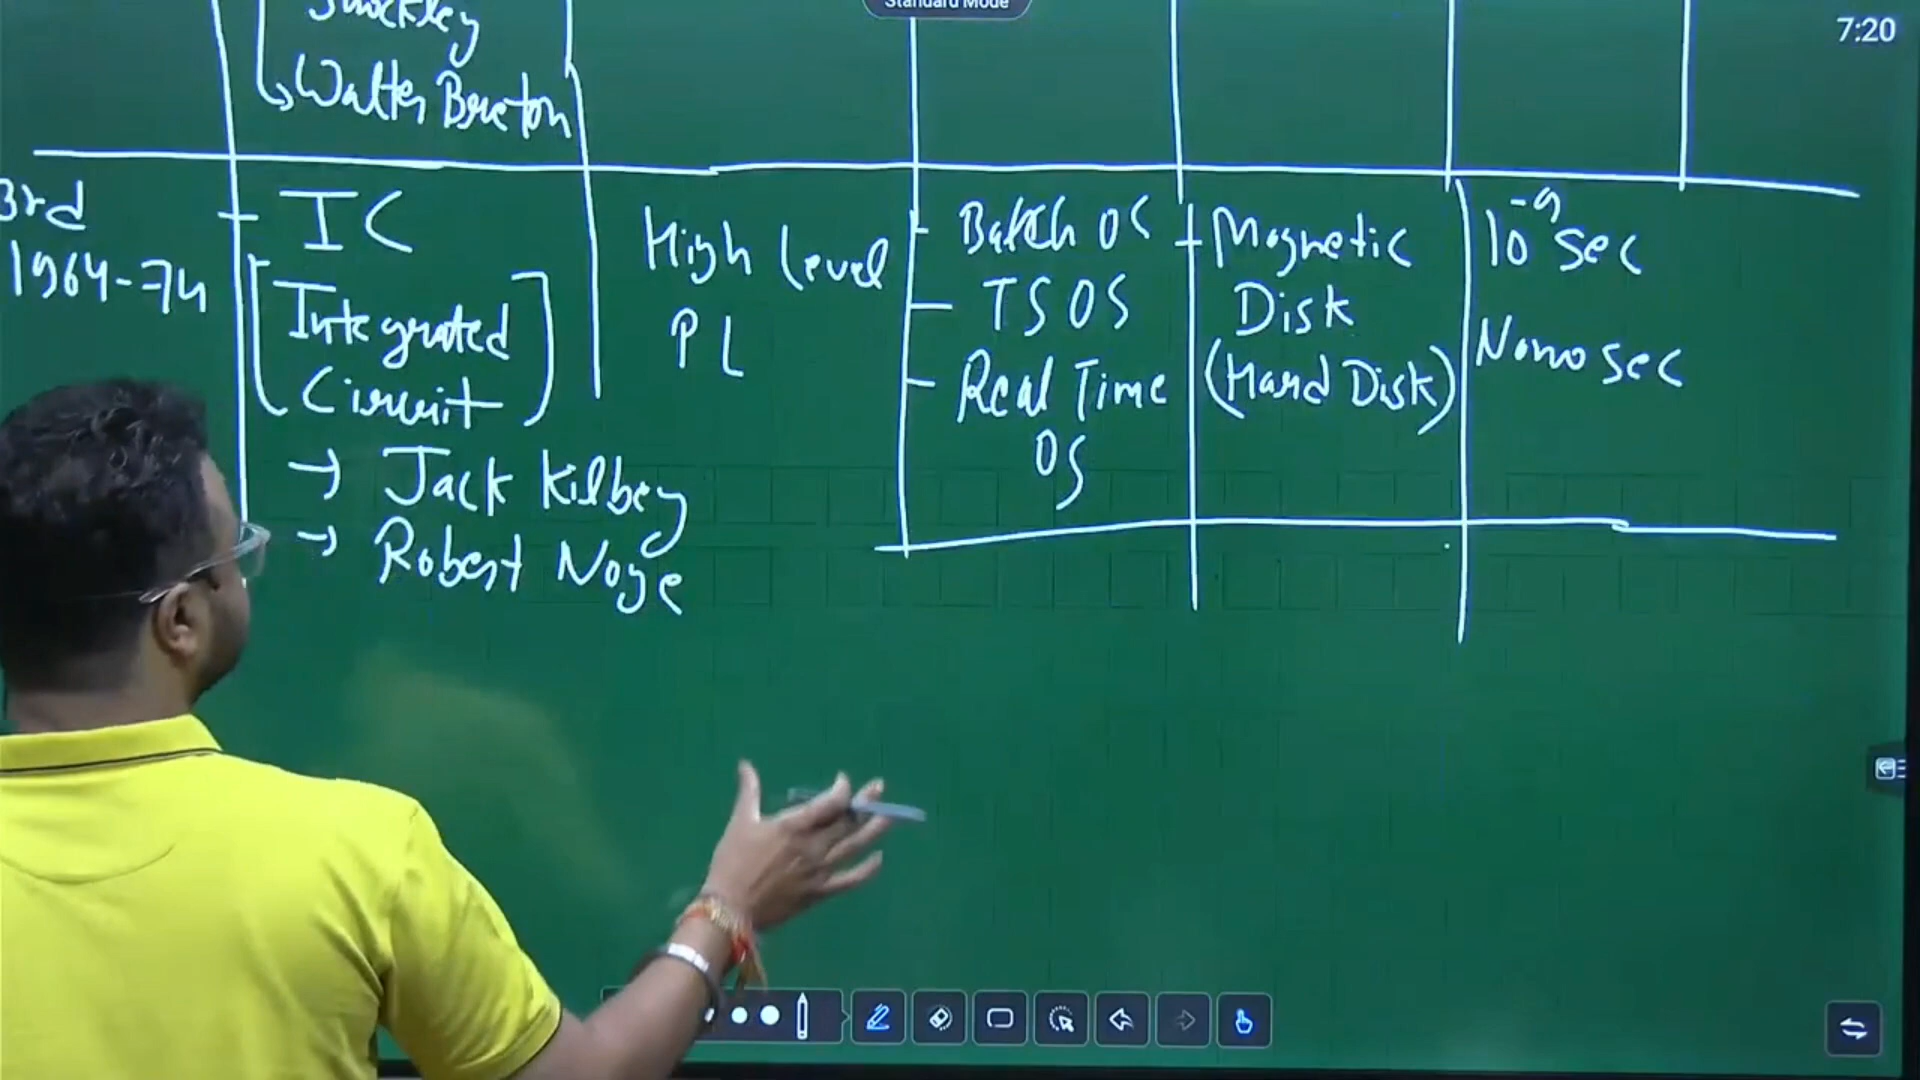 Standard Mode
7:20
Shockley
Walter Breton
3rd
1964-74
IC
[Integrated
Circuit]
→ Jack Kilbey
→ Robert Noye
High Level
PL
Batch OS
TSOS
Real Time
OS
Magnetic
Disk
(Hard Disk)
10⁻⁹ sec
Nano sec